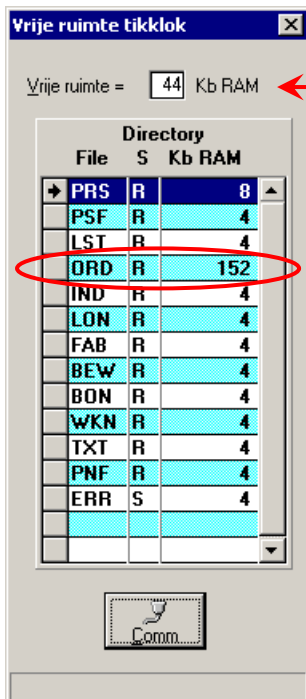 Vrije ruimte tikklok
Vrije ruimte = 44 Kb RAM
Directory
File S Kb RAM
PRS R 8
PSF R 4
LST R 4
ORD R 152
IND R 4
LON R 4
FAB R 4
BEW R 4
BON R 4
WKN R 4
TXT R 4
PNF R 4
ERR S 4
Comm